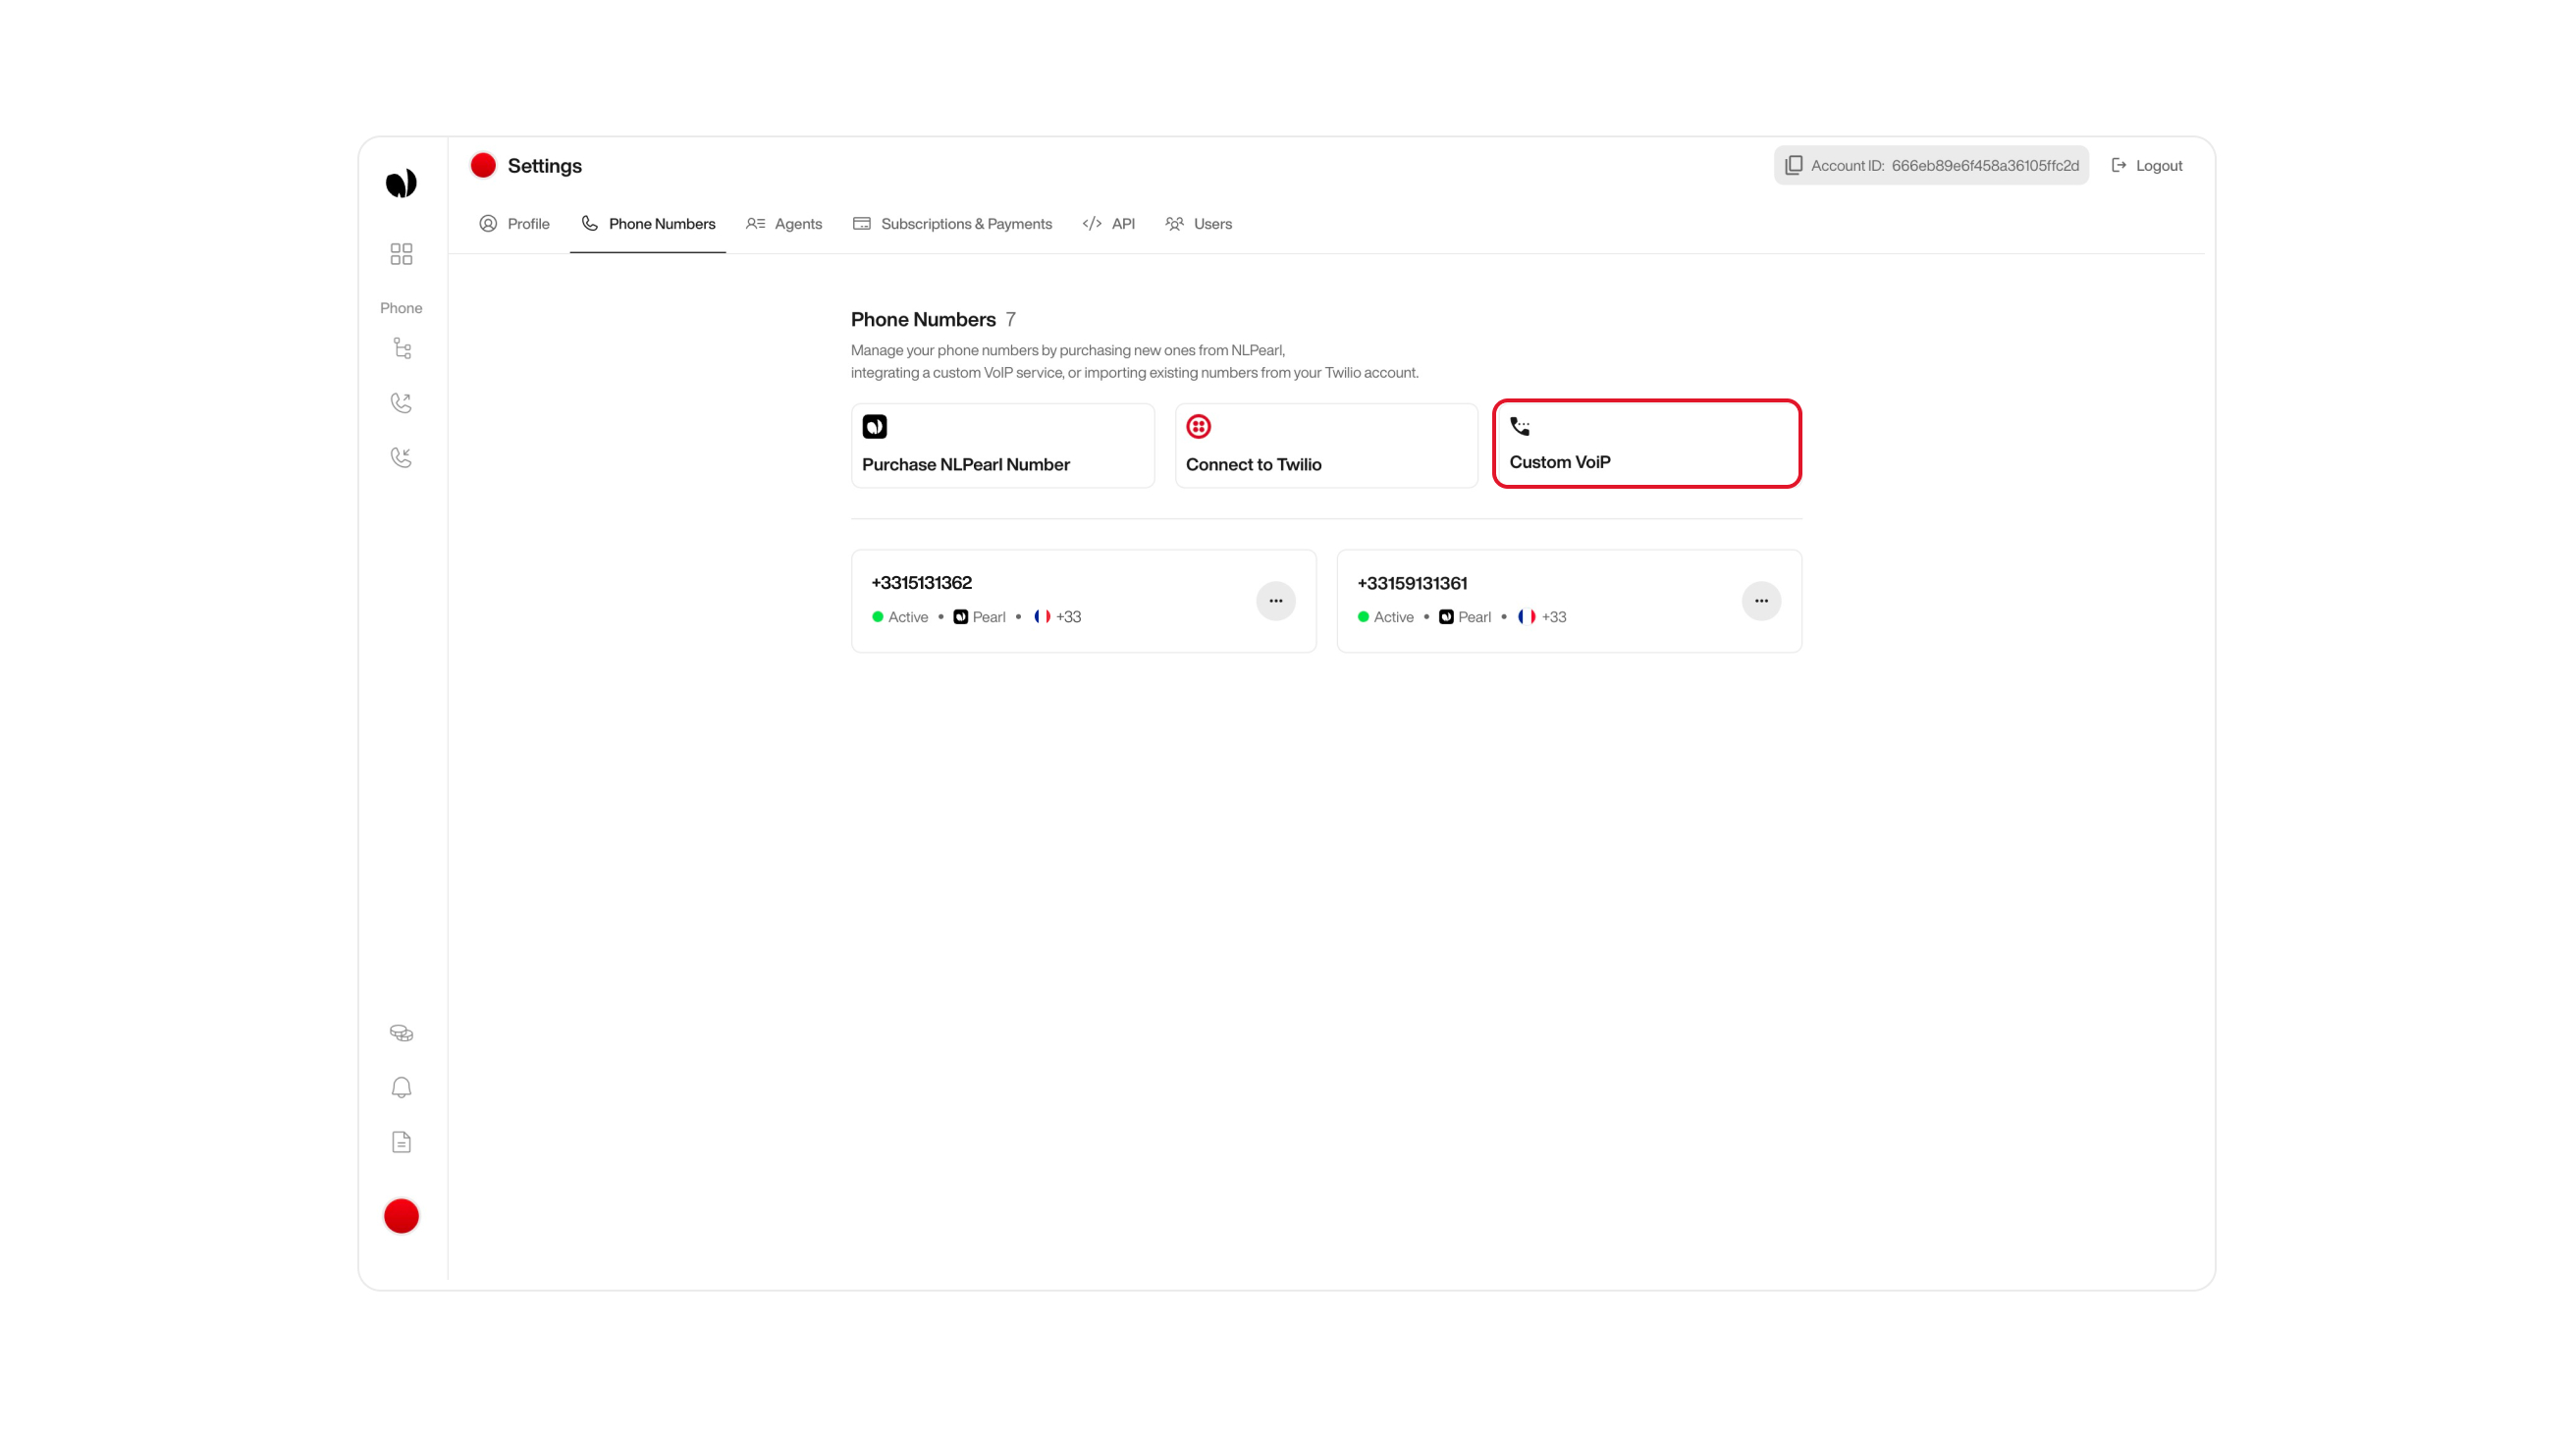 Settings
Account ID: 666eb89e6f458a36105ffc2d
Logout
Profile
Phone Numbers
Agents
Subscriptions & Payments
API
Users
Phone
Phone Numbers 7
Manage your phone numbers by purchasing new ones from NLPearl,
integrating a custom VoIP service, or importing existing numbers from your Twilio account.
Purchase NLPearl Number
Connect to Twilio
Custom VoiP
+3315131362
Active • Pearl • +33
+33159131361
Active • Pearl • +33